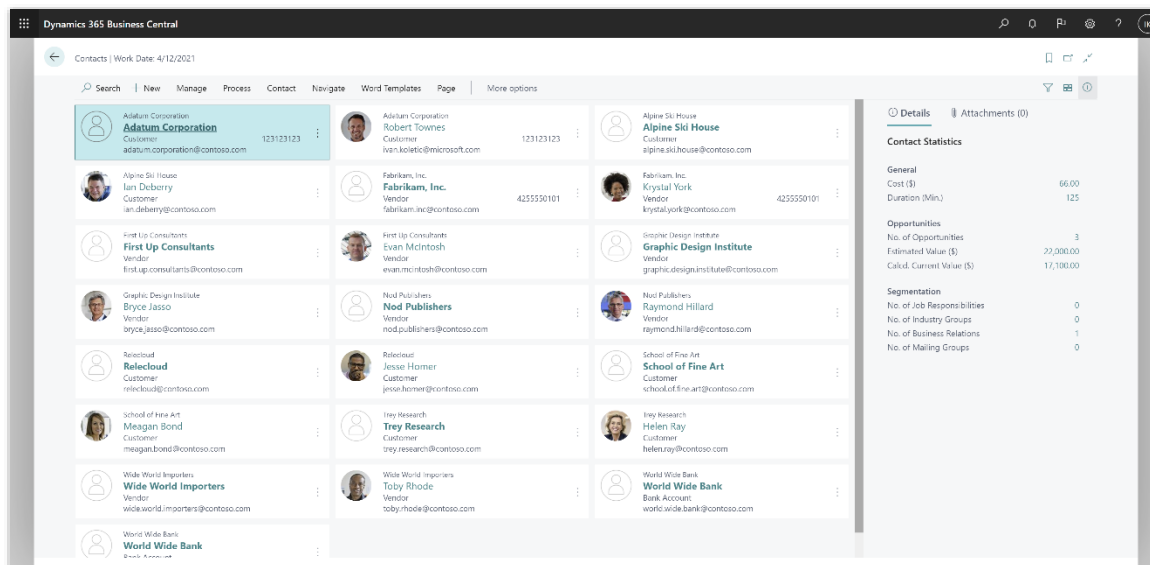 Dynamics 365 Business Central
Contacts | Work Date: 4/12/2021
Search New Manage Process Contact Navigate Word Templates Page More options
Adatum Corporation
Adatum Corporation
Customer 123123123
adatum.corporation@contoso.com
Adatum Corporation
Robert Townes
Customer 123123123
ivan.koletic@microsoft.com
Alpine Ski House
Alpine Ski House
Customer
alpine.ski.house@contoso.com
Alpine Ski House
Ian Deberry
Customer
ian.deberry@contoso.com
Fabrikam, Inc.
Fabrikam, Inc.
Vendor 4255550101
fabrikam.inc@contoso.com
Fabrikam, Inc.
Krystal York
Vendor 4255550101
krystal.york@contoso.com
First Up Consultants
First Up Consultants
Vendor
first.up.consultants@contoso.com
First Up Consultants
Evan McIntosh
Vendor
evan.mcintosh@contoso.com
Graphic Design Institute
Graphic Design Institute
Vendor
graphic.design.institute@contoso.com
Graphic Design Institute
Bryce Jasso
Vendor
bryce.jasso@contoso.com
Nod Publishers
Nod Publishers
Vendor
nod.publishers@contoso.com
Nod Publishers
Raymond Hillard
Vendor
raymond.hillard@contoso.com
Relecloud
Relecloud
Customer
relecloud@contoso.com
Relecloud
Jesse Homer
Customer
jesse.homer@contoso.com
School of Fine Art
School of Fine Art
Customer
school.of.fine.art@contoso.com
School of Fine Art
Meagan Bond
Customer
meagan.bond@contoso.com
Trey Research
Trey Research
Customer
trey.research@contoso.com
Trey Research
Helen Ray
Customer
helen.ray@contoso.com
Wide World Importers
Wide World Importers
Vendor
wide.world.importers@contoso.com
Wide World Importers
Toby Rhode
Vendor
toby.rhode@contoso.com
World Wide Bank
World Wide Bank
Bank Account
world.wide.bank@contoso.com
World Wide Bank
World Wide Bank
Bank Account
Details Attachments (0)
Contact Statistics
General
Cost ($) 66.00
Duration (Min.) 125
Opportunities
No. of Opportunities 3
Estimated Value ($) 22,000.00
Calcd. Current Value ($) 17,100.00
Segmentation
No. of Job Responsibilities 0
No. of Industry Groups 0
No. of Business Relations 1
No. of Mailing Groups 0